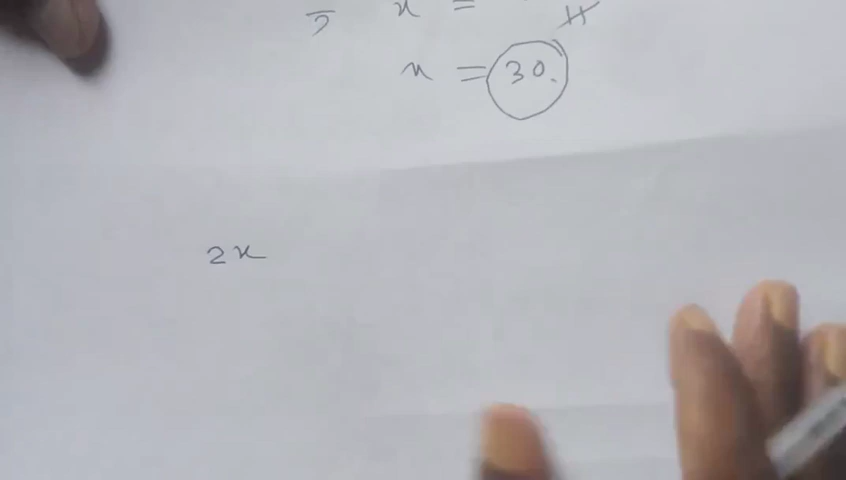 x =
x = 30.
2x